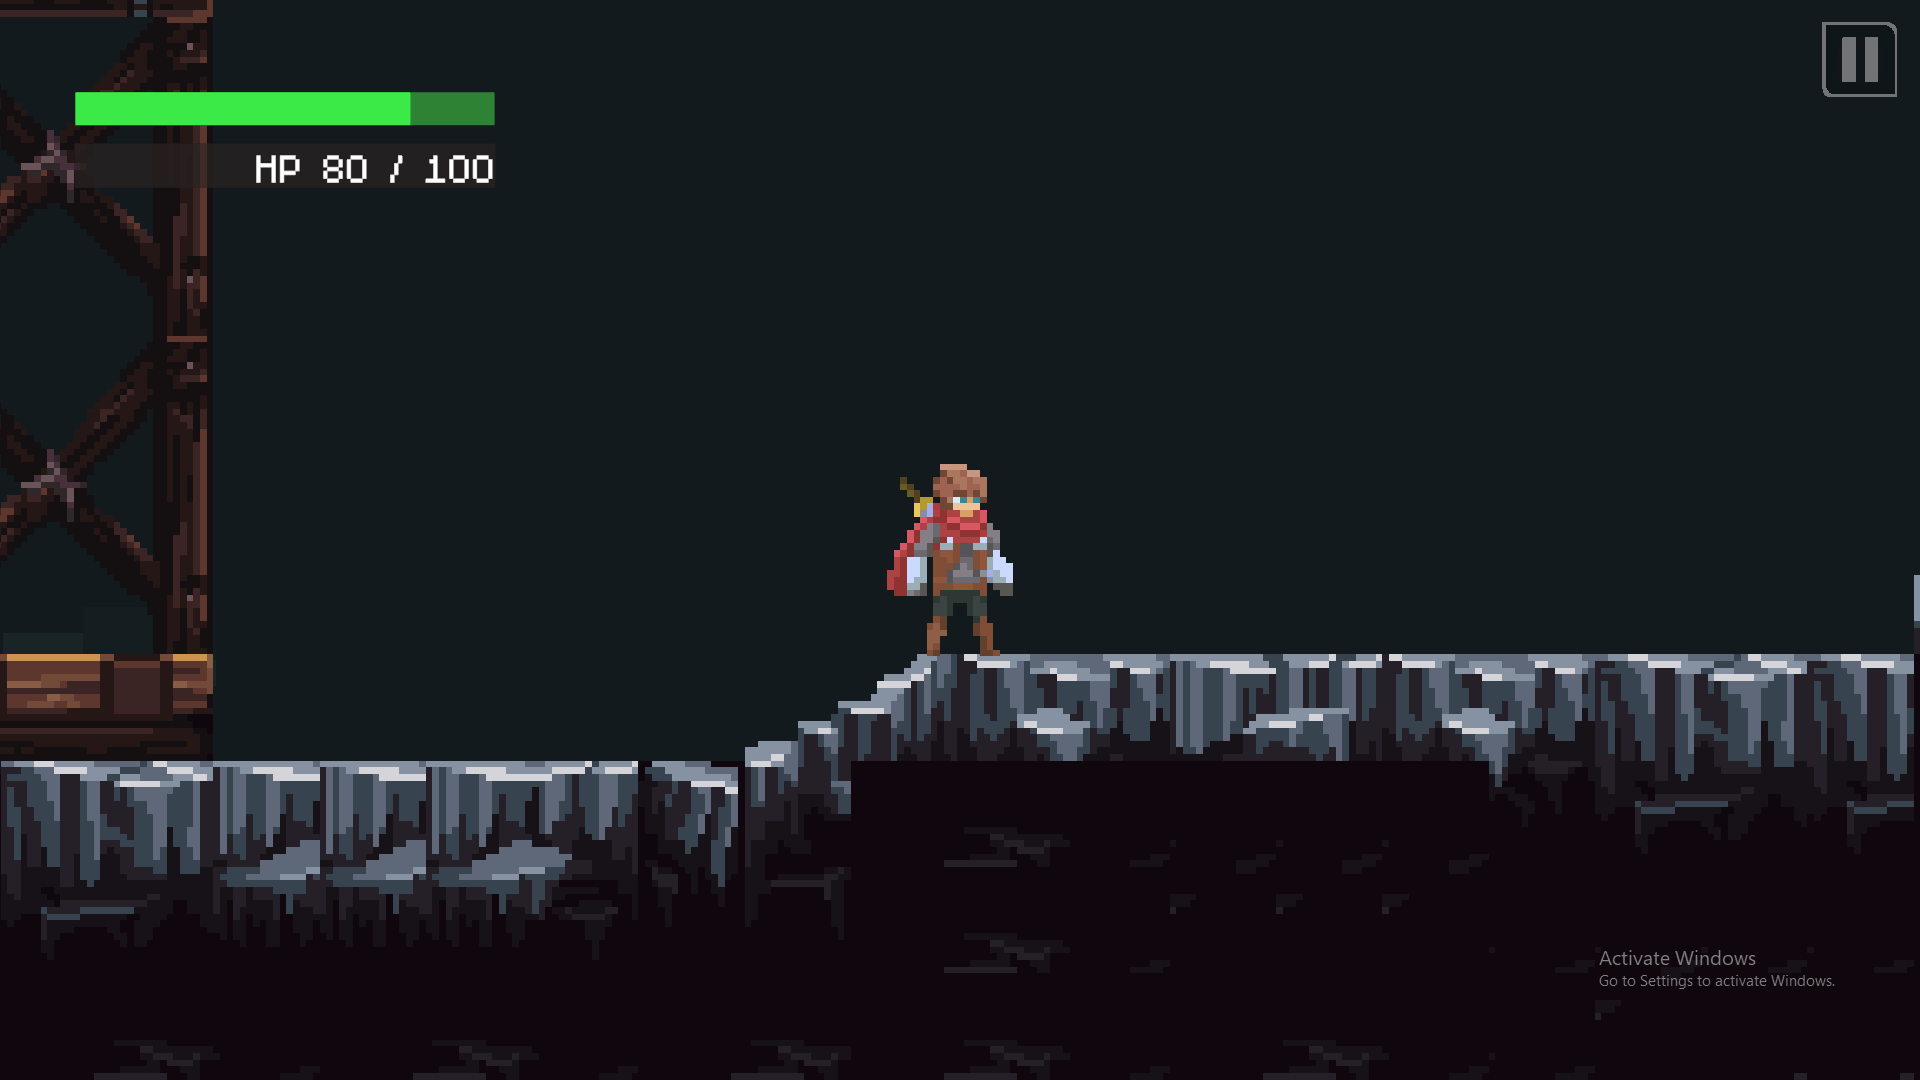 HP 80 / 100
Activate Windows
Go to Settings to activate Windows.